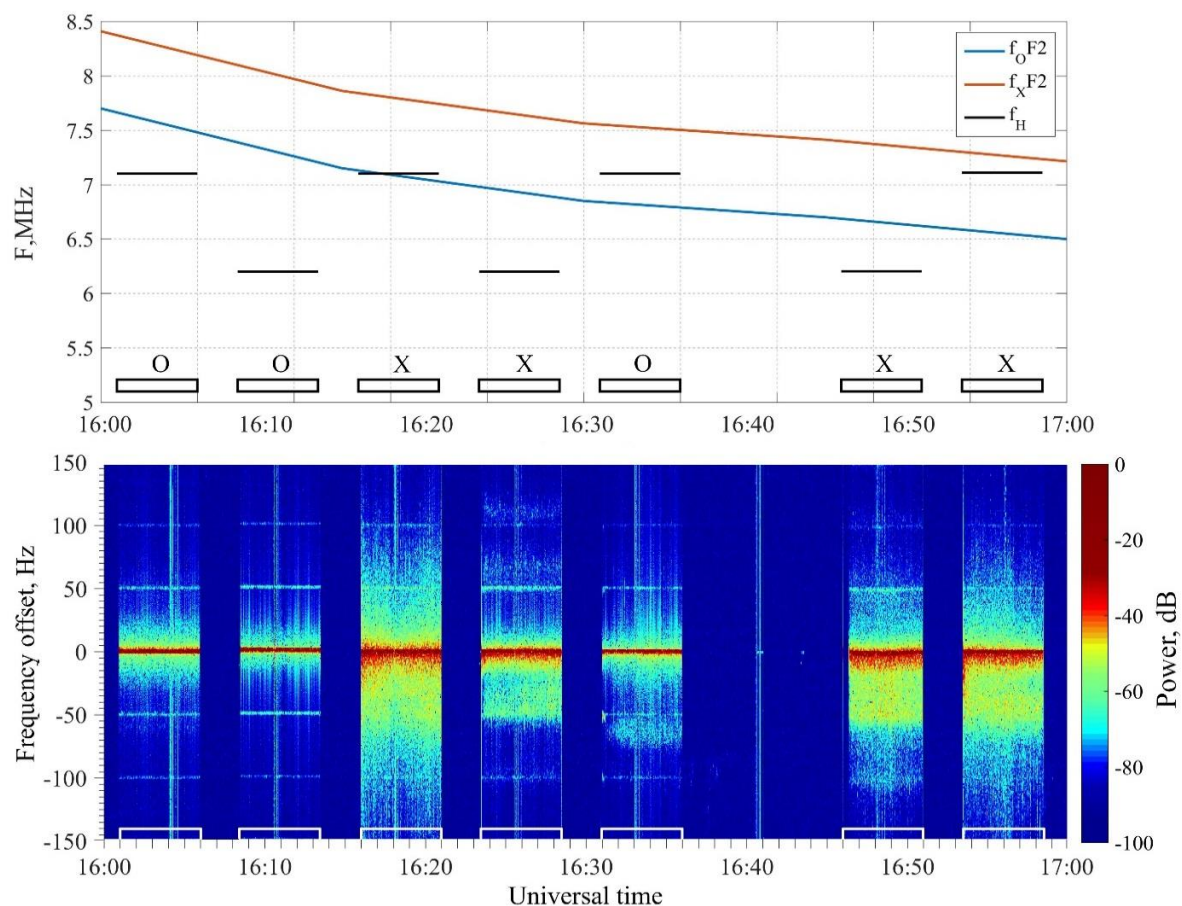 8.5
8
7.5
7
6.5
6
5.5
5
F,MHz
f_OF2
f_XF2
f_H
O O X X O X X
16:00 16:10 16:20 16:30 16:40 16:50 17:00
150
100
50
0
-50
-100
-150
Frequency offset, Hz
0
-20
-40
-60
-80
-100
Power, dB
16:00 16:10 16:20 16:30 16:40 16:50 17:00
Universal time